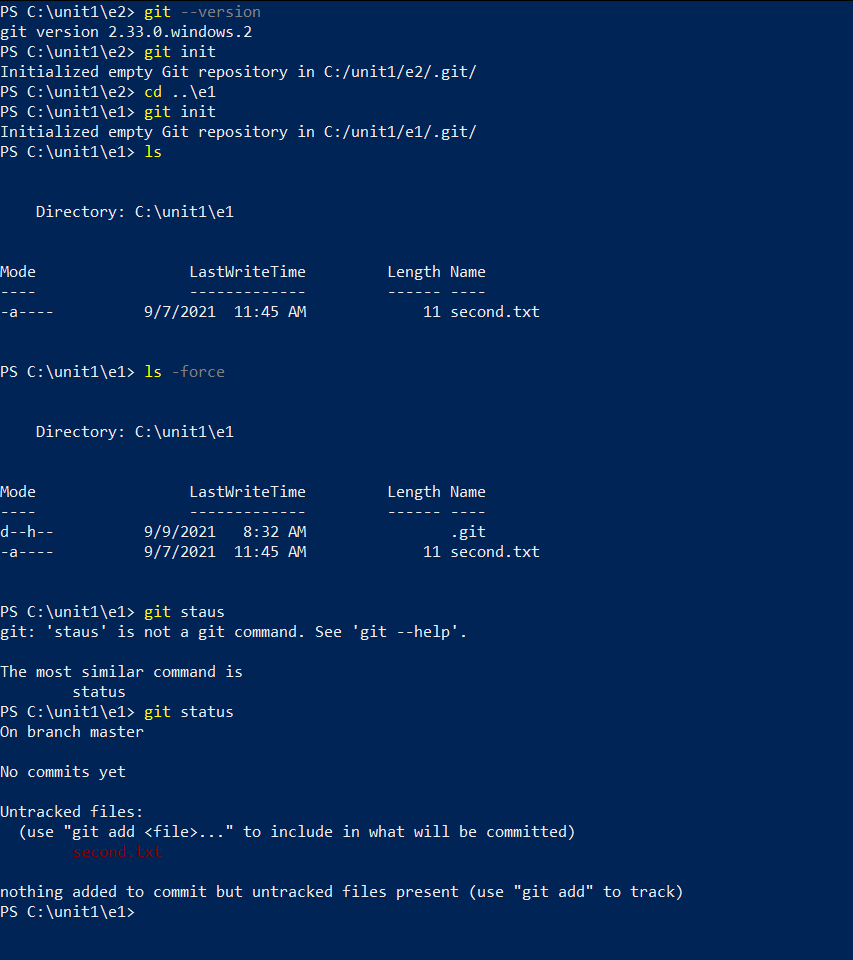 PS C:\unit1\e2> git --version
git version 2.33.0.windows.2
PS C:\unit1\e2> git init
Initialized empty Git repository in C:/unit1/e2/.git/
PS C:\unit1\e2> cd ..\e1
PS C:\unit1\e1> git init
Initialized empty Git repository in C:/unit1/e1/.git/
PS C:\unit1\e1> ls
Directory: C:\unit1\e1
Mode LastWriteTime Length Name
---- ------------- ------ ----
-a---- 9/7/2021 11:45 AM 11 second.txt
PS C:\unit1\e1> ls -force
Directory: C:\unit1\e1
Mode LastWriteTime Length Name
---- ------------- ------ ----
d--h-- 9/9/2021 8:32 AM .git
-a---- 9/7/2021 11:45 AM 11 second.txt
PS C:\unit1\e1> git staus
git: 'staus' is not a git command. See 'git --help'.
The most similar command is
status
PS C:\unit1\e1> git status
On branch master
No commits yet
Untracked files:
(use "git add <file>..." to include in what will be committed)
second.txt
nothing added to commit but untracked files present (use "git add" to track)
PS C:\unit1\e1>